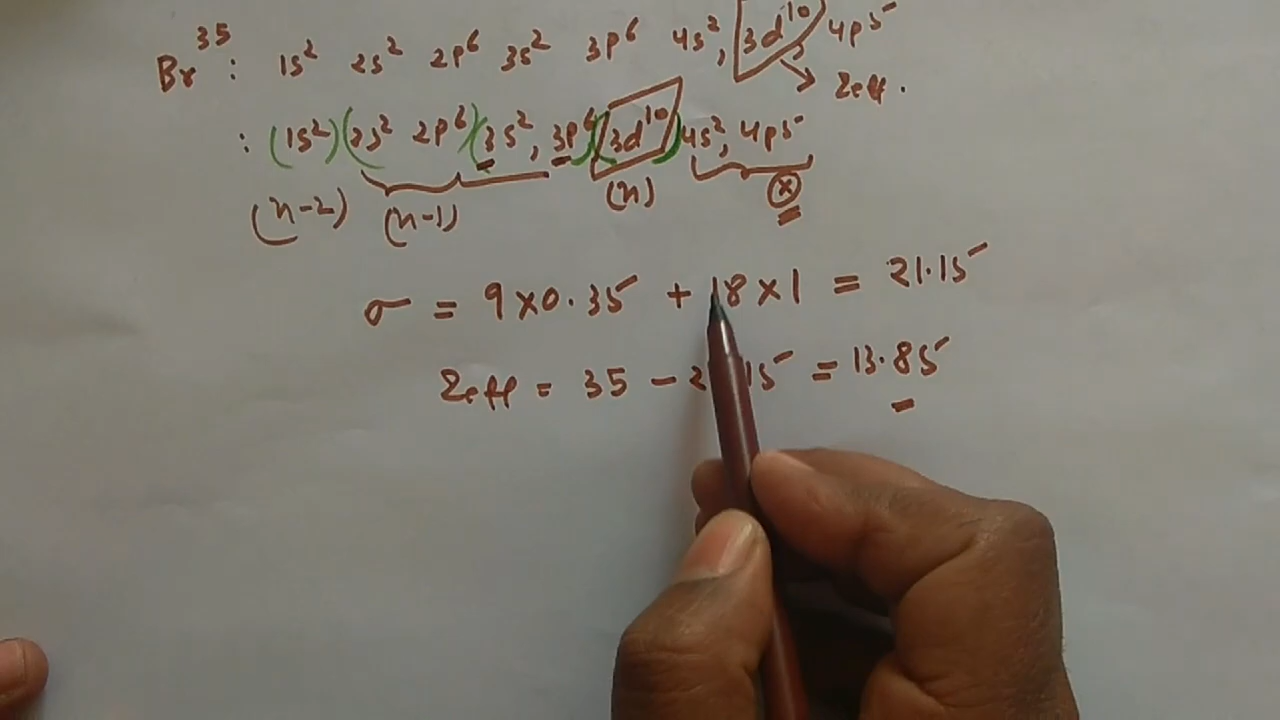 Br³⁵ : 1s² 2s² 2p⁶ 3s² 3p⁶ 4s², 3d¹⁰ 4p⁵
→ Zeff.
: (1s²) (2s² 2p⁶) (3s², 3p⁶) (3d¹⁰) 4s², 4p⁵
(n-2) (n-1) (n) ⊗
σ = 9×0.35 + 18×1 = 21.15
Zeff = 35 - 2 15 = 13.85